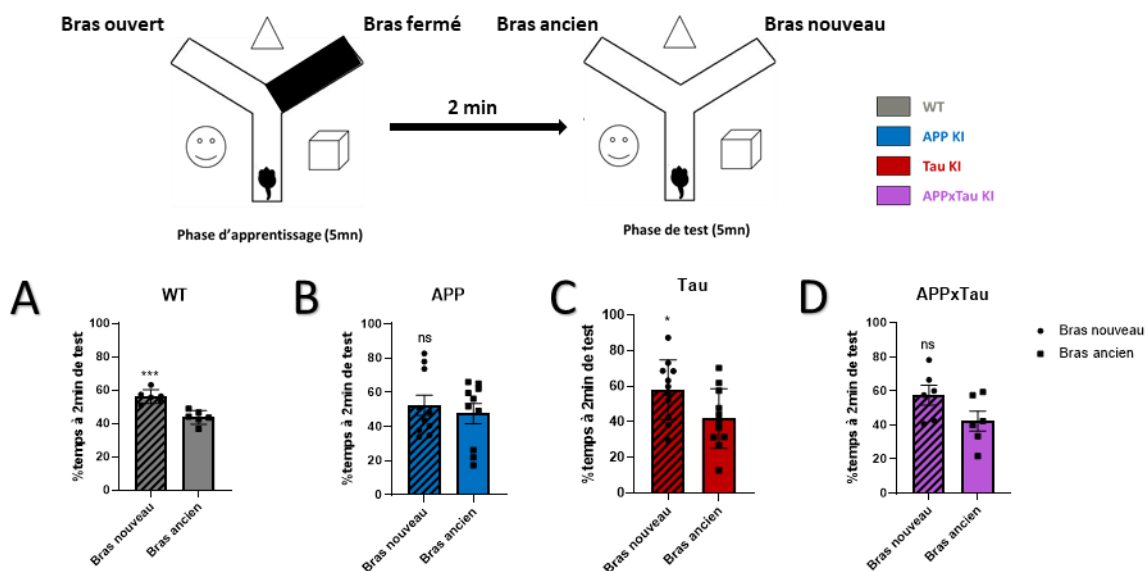 Bras ouvert
Bras fermé
Bras ancien
Bras nouveau
2 min
Phase d'apprentissage (5mn)
Phase de test (5mn)
WT
APP KI
Tau KI
APPxTau KI
A
WT
%temps à 2min de test
100
80
60
40
20
0
***
Bras nouveau
Bras ancien
B
APP
%temps à 2min de test
100
80
60
40
20
0
ns
Bras nouveau
Bras ancien
C
Tau
%temps à 2min de test
100
80
60
40
20
0
*
Bras nouveau
Bras ancien
D
APPxTau
%temps à 2min de test
100
80
60
40
20
0
ns
Bras nouveau
Bras ancien
Bras nouveau
Bras ancien